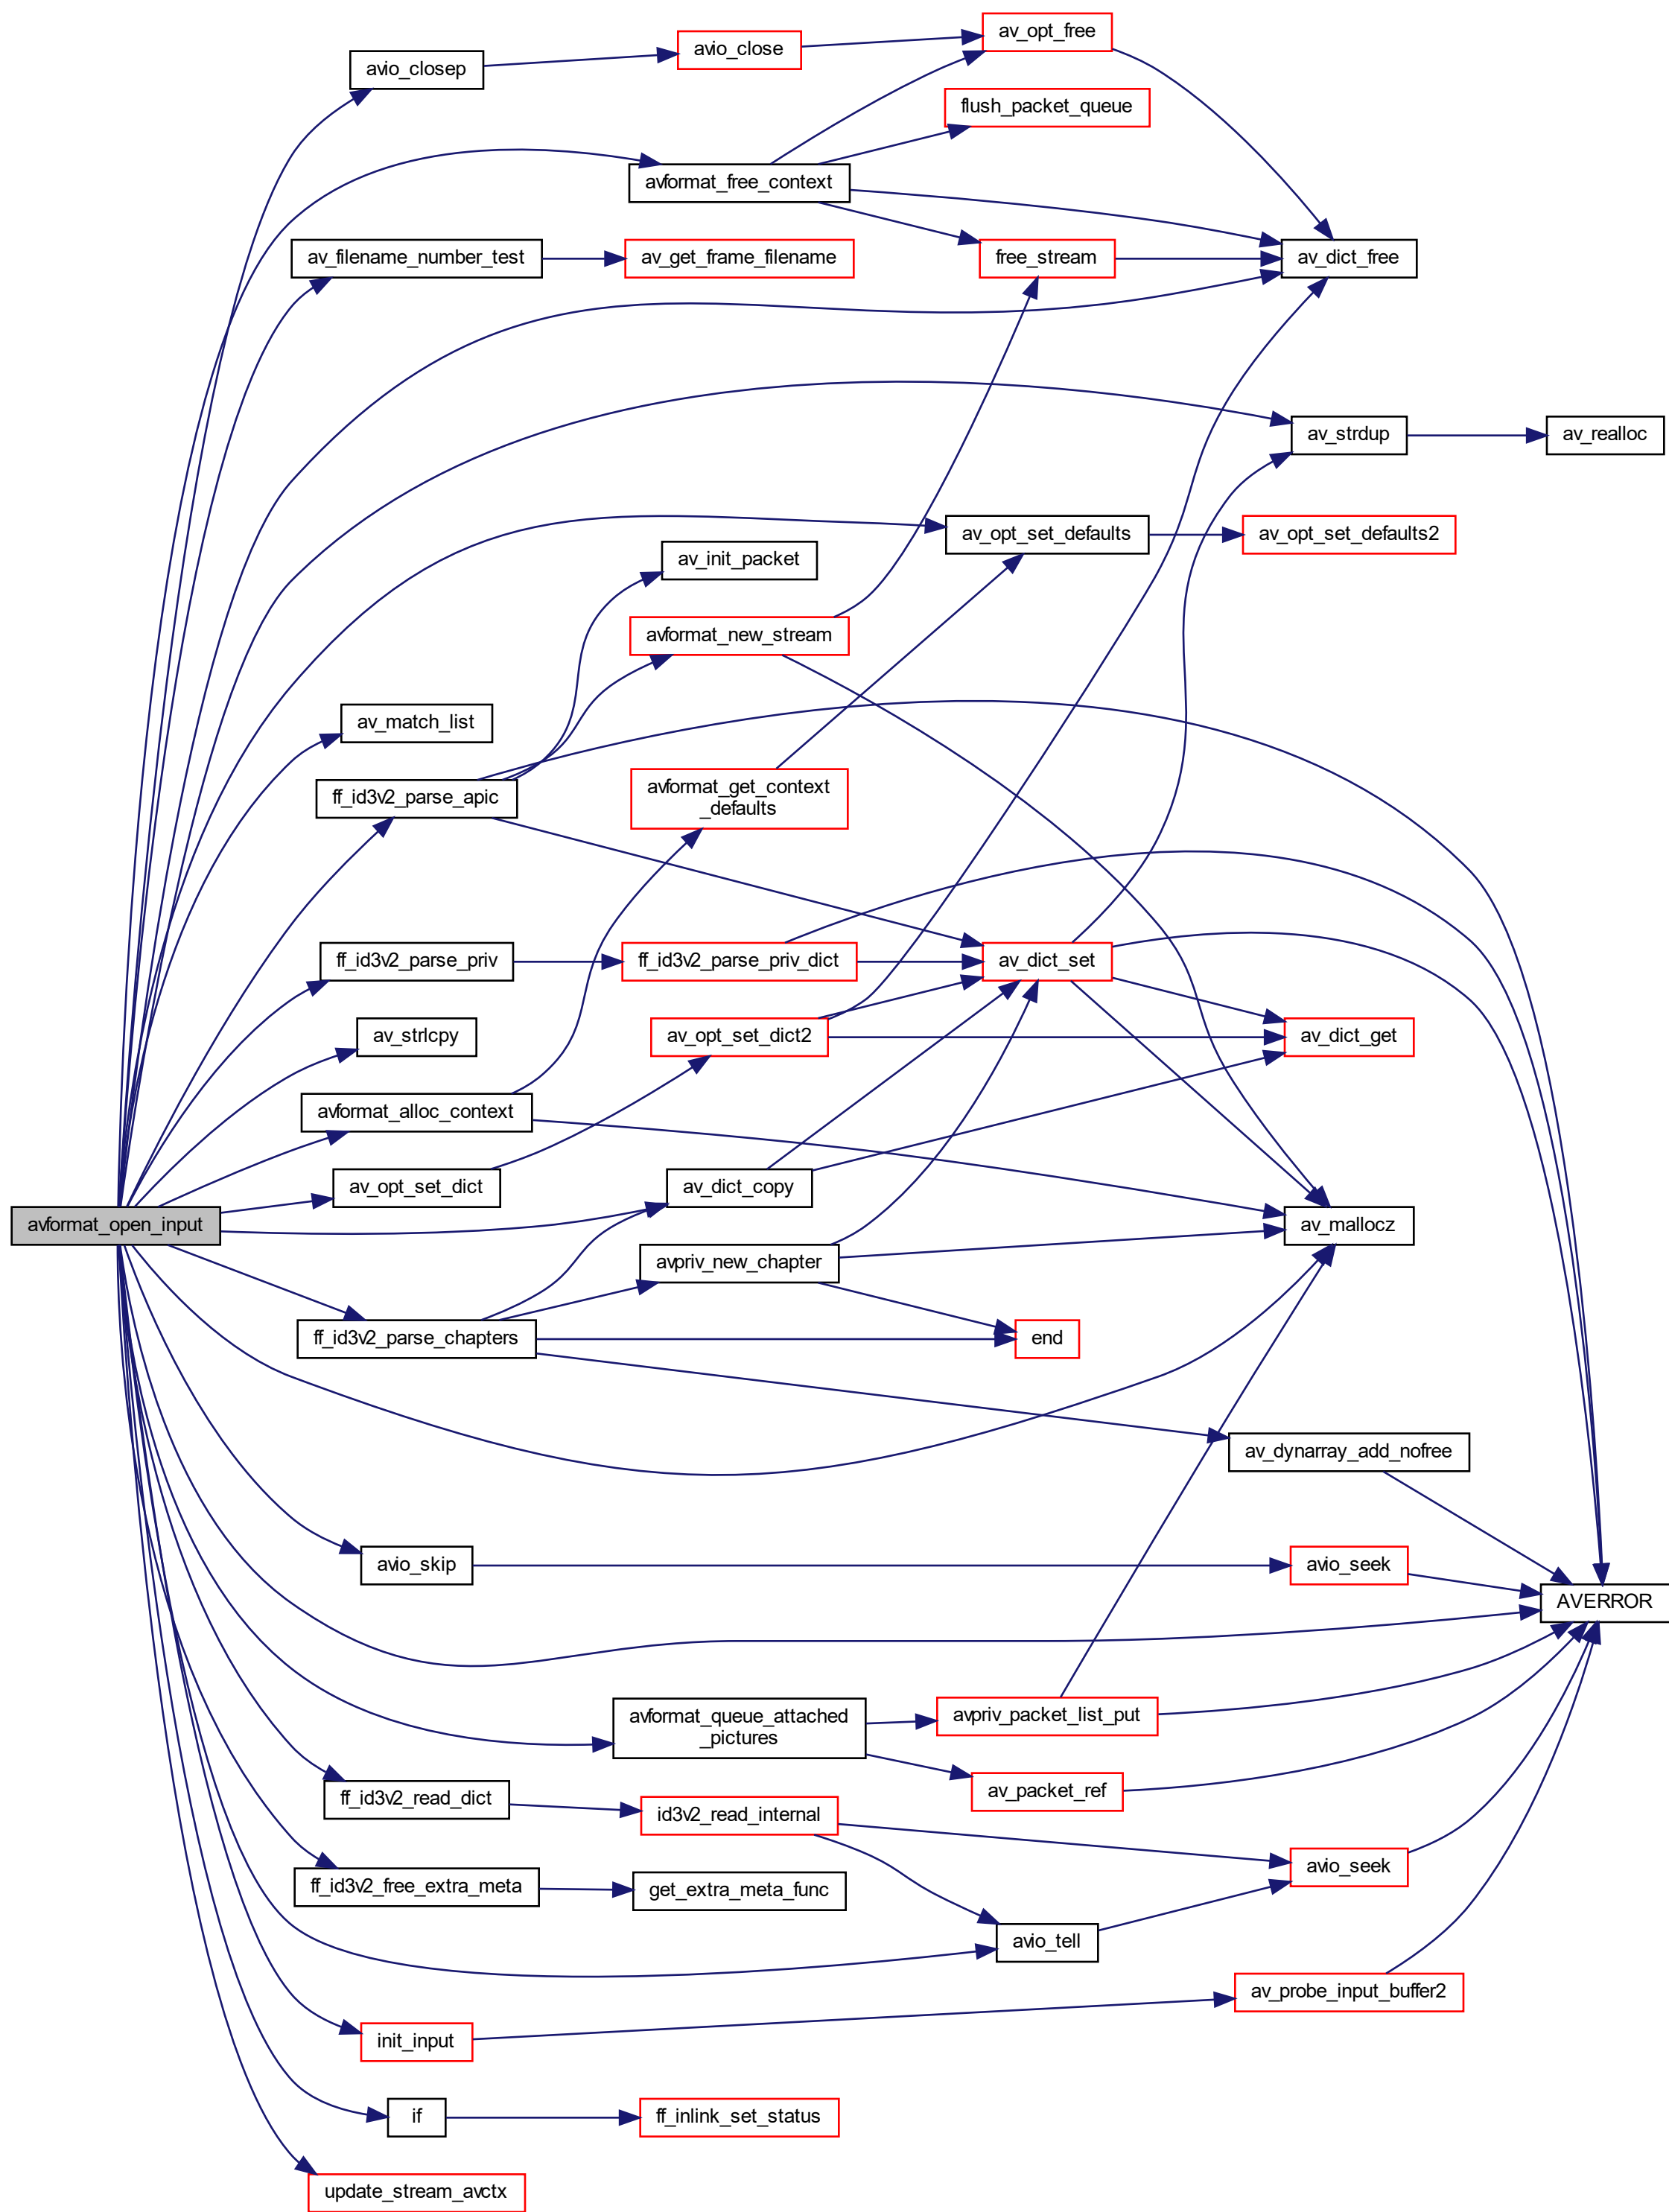 av_opt_free
avio_close
avio_closep
flush_packet_queue
avformat_free_context
av_filename_number_test
av_get_frame_filename
free_stream
av_dict_free
av_strdup
av_realloc
av_opt_set_defaults
av_opt_set_defaults2
av_init_packet
avformat_new_stream
av_match_list
ff_id3v2_parse_apic
avformat_get_context
_defaults
ff_id3v2_parse_priv
ff_id3v2_parse_priv_dict
av_dict_set
av_strlcpy
av_opt_set_dict2
av_dict_get
avformat_alloc_context
av_opt_set_dict
av_dict_copy
avformat_open_input
av_mallocz
avpriv_new_chapter
ff_id3v2_parse_chapters
end
av_dynarray_add_nofree
avio_skip
avio_seek
AVERROR
avformat_queue_attached
_pictures
avpriv_packet_list_put
av_packet_ref
ff_id3v2_read_dict
id3v2_read_internal
avio_seek
ff_id3v2_free_extra_meta
get_extra_meta_func
avio_tell
av_probe_input_buffer2
init_input
if
ff_inlink_set_status
update_stream_avctx